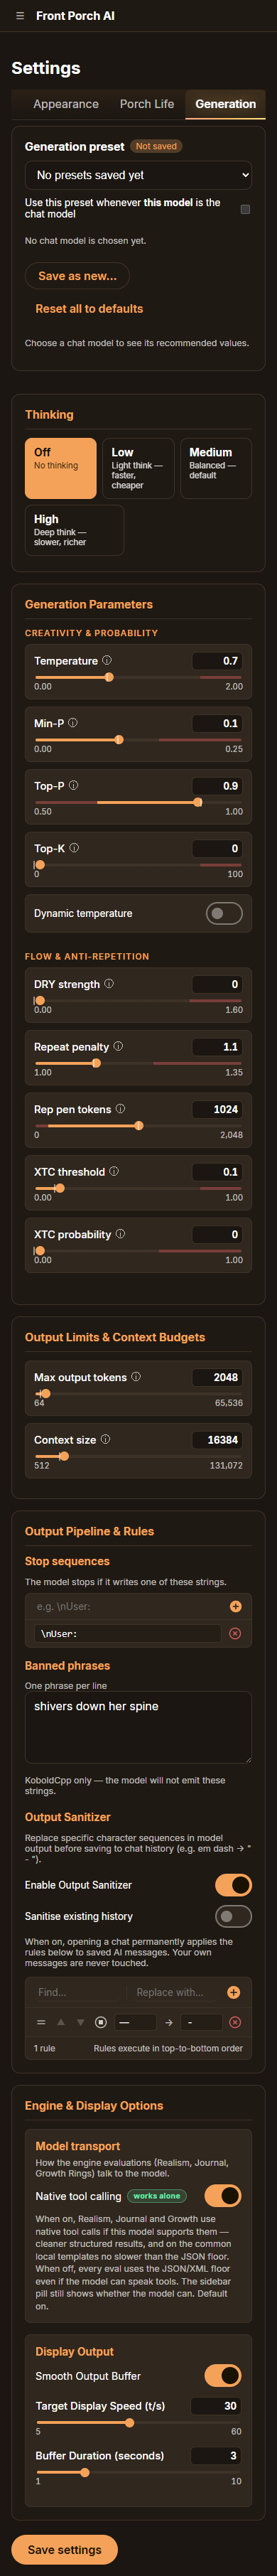 ☰ Front Porch AI
Settings
Appearance Porch Life Generation
Generation preset Not saved
No presets saved yet
Use this preset whenever this model is the
chat model
No chat model is chosen yet.
Save as new...
Reset all to defaults
Choose a chat model to see its recommended values.
Thinking
Off
No thinking
Low
Light think —
faster,
cheaper
Medium
Balanced —
default
High
Deep think —
slower, richer
Generation Parameters
CREATIVITY & PROBABILITY
Temperature ⓘ 0.7
0.00 2.00
Min-P ⓘ 0.1
0.00 0.25
Top-P ⓘ 0.9
0.50 1.00
Top-K ⓘ 0
0 100
Dynamic temperature
FLOW & ANTI-REPETITION
DRY strength ⓘ 0
0.00 1.60
Repeat penalty ⓘ 1.1
1.00 1.35
Rep pen tokens ⓘ 1024
0 2,048
XTC threshold ⓘ 0.1
0.00 1.00
XTC probability ⓘ 0
0.00 1.00
Output Limits & Context Budgets
Max output tokens ⓘ 2048
64 65,536
Context size ⓘ 16384
512 131,072
Output Pipeline & Rules
Stop sequences
The model stops if it writes one of these strings.
e.g. \nUser:
\nUser:
Banned phrases
One phrase per line
shivers down her spine
KoboldCpp only — the model will not emit these
strings.
Output Sanitizer
Replace specific character sequences in model
output before saving to chat history (e.g. em dash → "
- ").
Enable Output Sanitizer
Sanitise existing history
When on, opening a chat permanently applies the
rules below to saved AI messages. Your own
messages are never touched.
Find... Replace with...
— → -
1 rule Rules execute in top-to-bottom order
Engine & Display Options
Model transport
How the engine evaluations (Realism, Journal,
Growth Rings) talk to the model.
Native tool calling works alone
When on, Realism, Journal and Growth use
native tool calls if this model supports them —
cleaner structured results, and on the common
local templates no slower than the JSON floor.
When off, every eval uses the JSON/XML floor
even if the model can speak tools. The sidebar
pill still shows whether the model can. Default
on.
Display Output
Smooth Output Buffer
Target Display Speed (t/s) 30
5 60
Buffer Duration (seconds) 3
1 10
Save settings